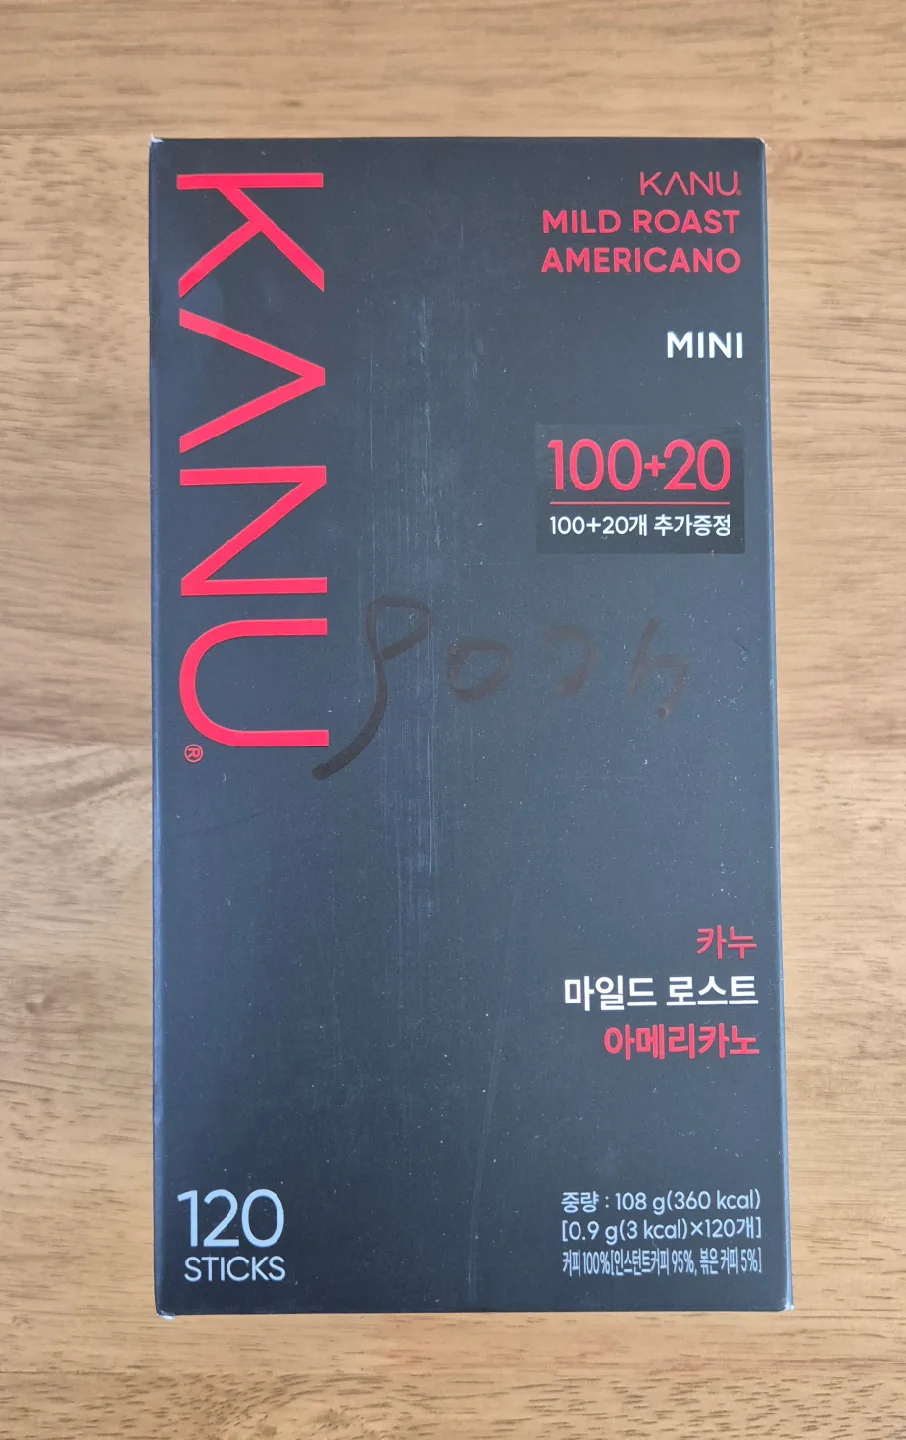 KANU®
KANU®
MILD ROAST
AMERICANO
MINI
100+20
100+20개 추가증정
카누
마일드 로스트
아메리카노
120
STICKS
중량 : 108 g(360 kcal)
[0.9 g(3 kcal)×120개]
커피 100%[인스턴트커피 95%, 볶은 커피 5%]